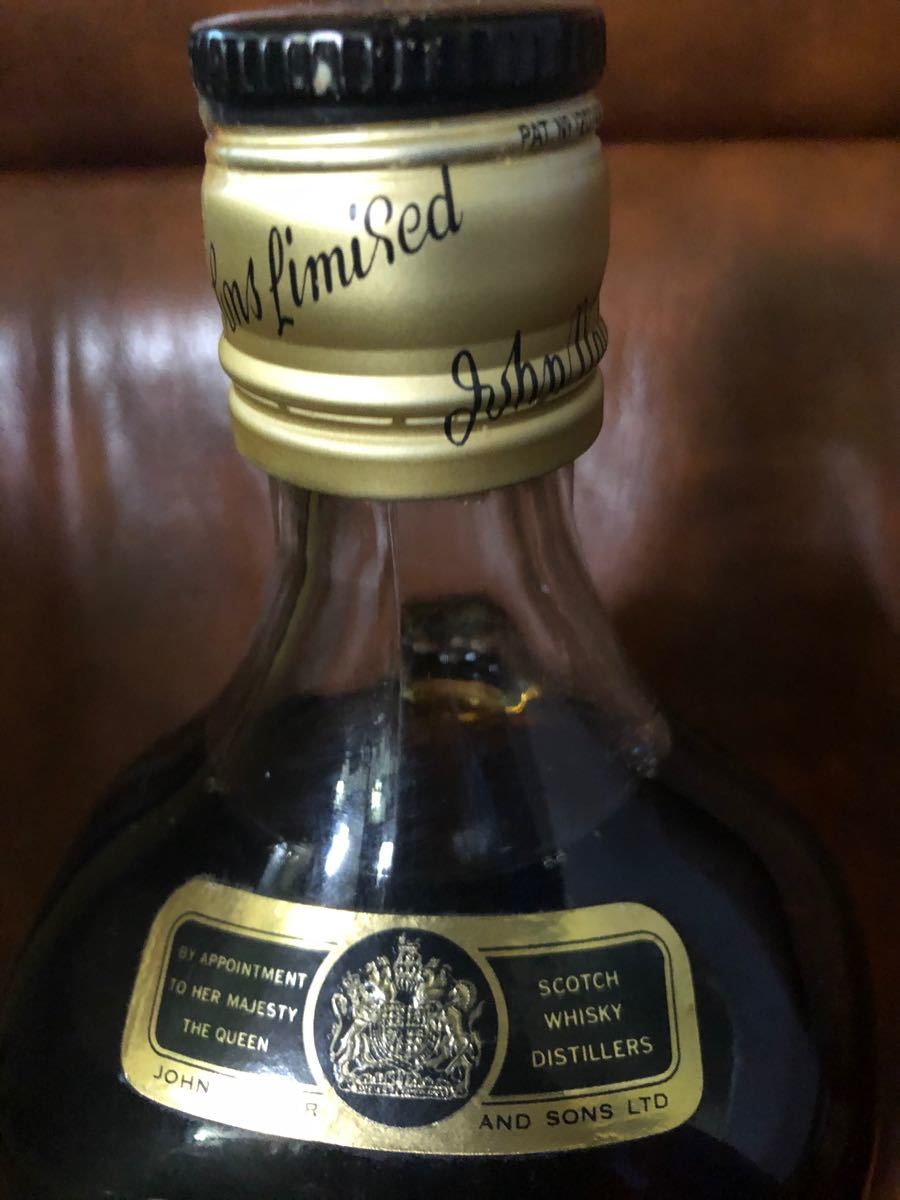 PAT Nº
Sons Limited
John
BY APPOINTMENT
TO HER MAJESTY
THE QUEEN
SCOTCH
WHISKY
DISTILLERS
JOHN R AND SONS LTD